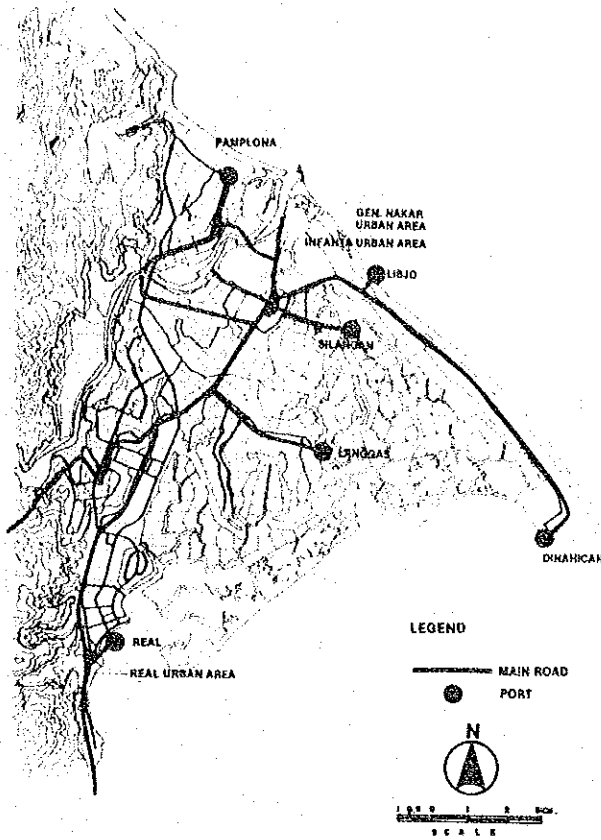 PAMPLONA
GEN. NAKAR
URBAN AREA
INFANTA URBAN AREA
LIBJO
SILANGAN
LANGGAS
DINAHICAN
REAL
REAL URBAN AREA
LEGEND
MAIN ROAD
PORT
N
SCALE